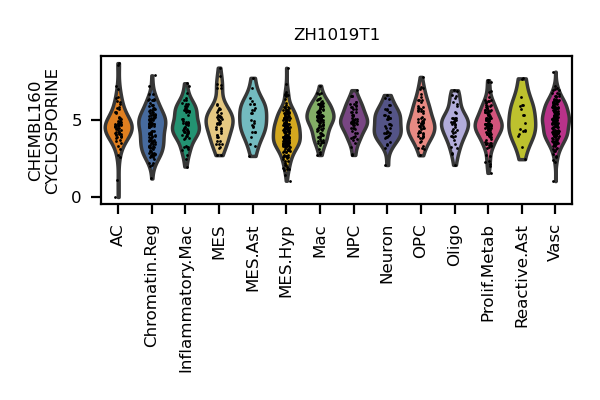 ZH1019T1
CHEMBL160
CYCLOSPORINE
5
0
AC
Chromatin.Reg
Inflammatory.Mac
MES
MES.Ast
MES.Hyp
Mac
NPC
Neuron
OPC
Oligo
Prolif.Metab
Reactive.Ast
Vasc